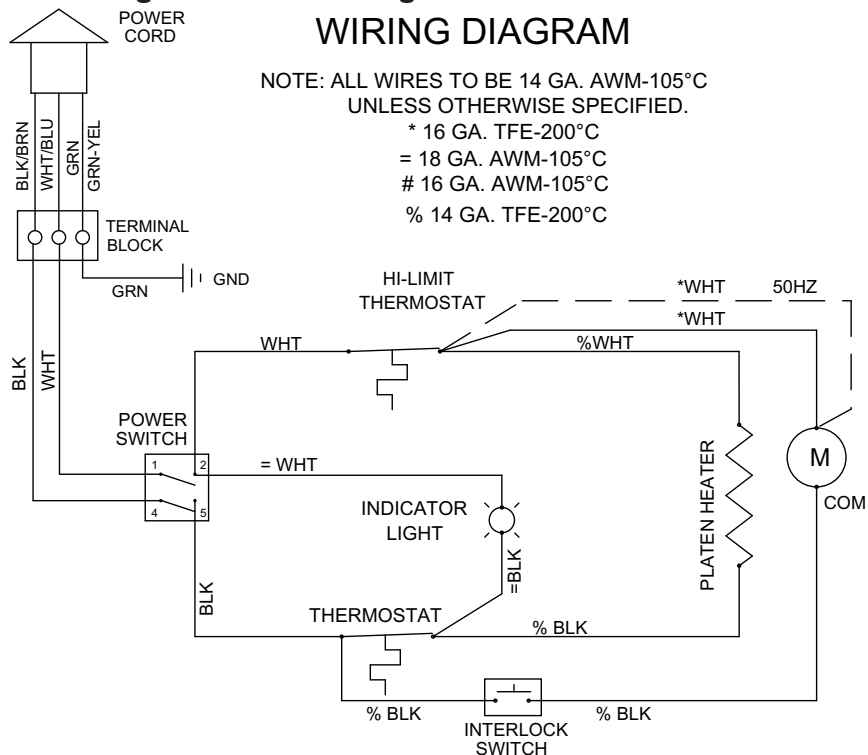 POWER
CORD
WIRING DIAGRAM
NOTE: ALL WIRES TO BE 14 GA. AWM-105°C
UNLESS OTHERWISE SPECIFIED.
* 16 GA. TFE-200°C
= 18 GA. AWM-105°C
# 16 GA. AWM-105°C
% 14 GA. TFE-200°C
BLK/BRN
WHT/BLU
GRN
GRN-YEL
TERMINAL
BLOCK
GRN
GND
HI-LIMIT
THERMOSTAT
*WHT 50HZ
*WHT
WHT
%WHT
BLK
WHT
POWER
SWITCH
1 2
4 5
= WHT
INDICATOR
LIGHT
=BLK
PLATEN HEATER
M
COM
BLK
THERMOSTAT
% BLK
% BLK
% BLK
INTERLOCK
SWITCH